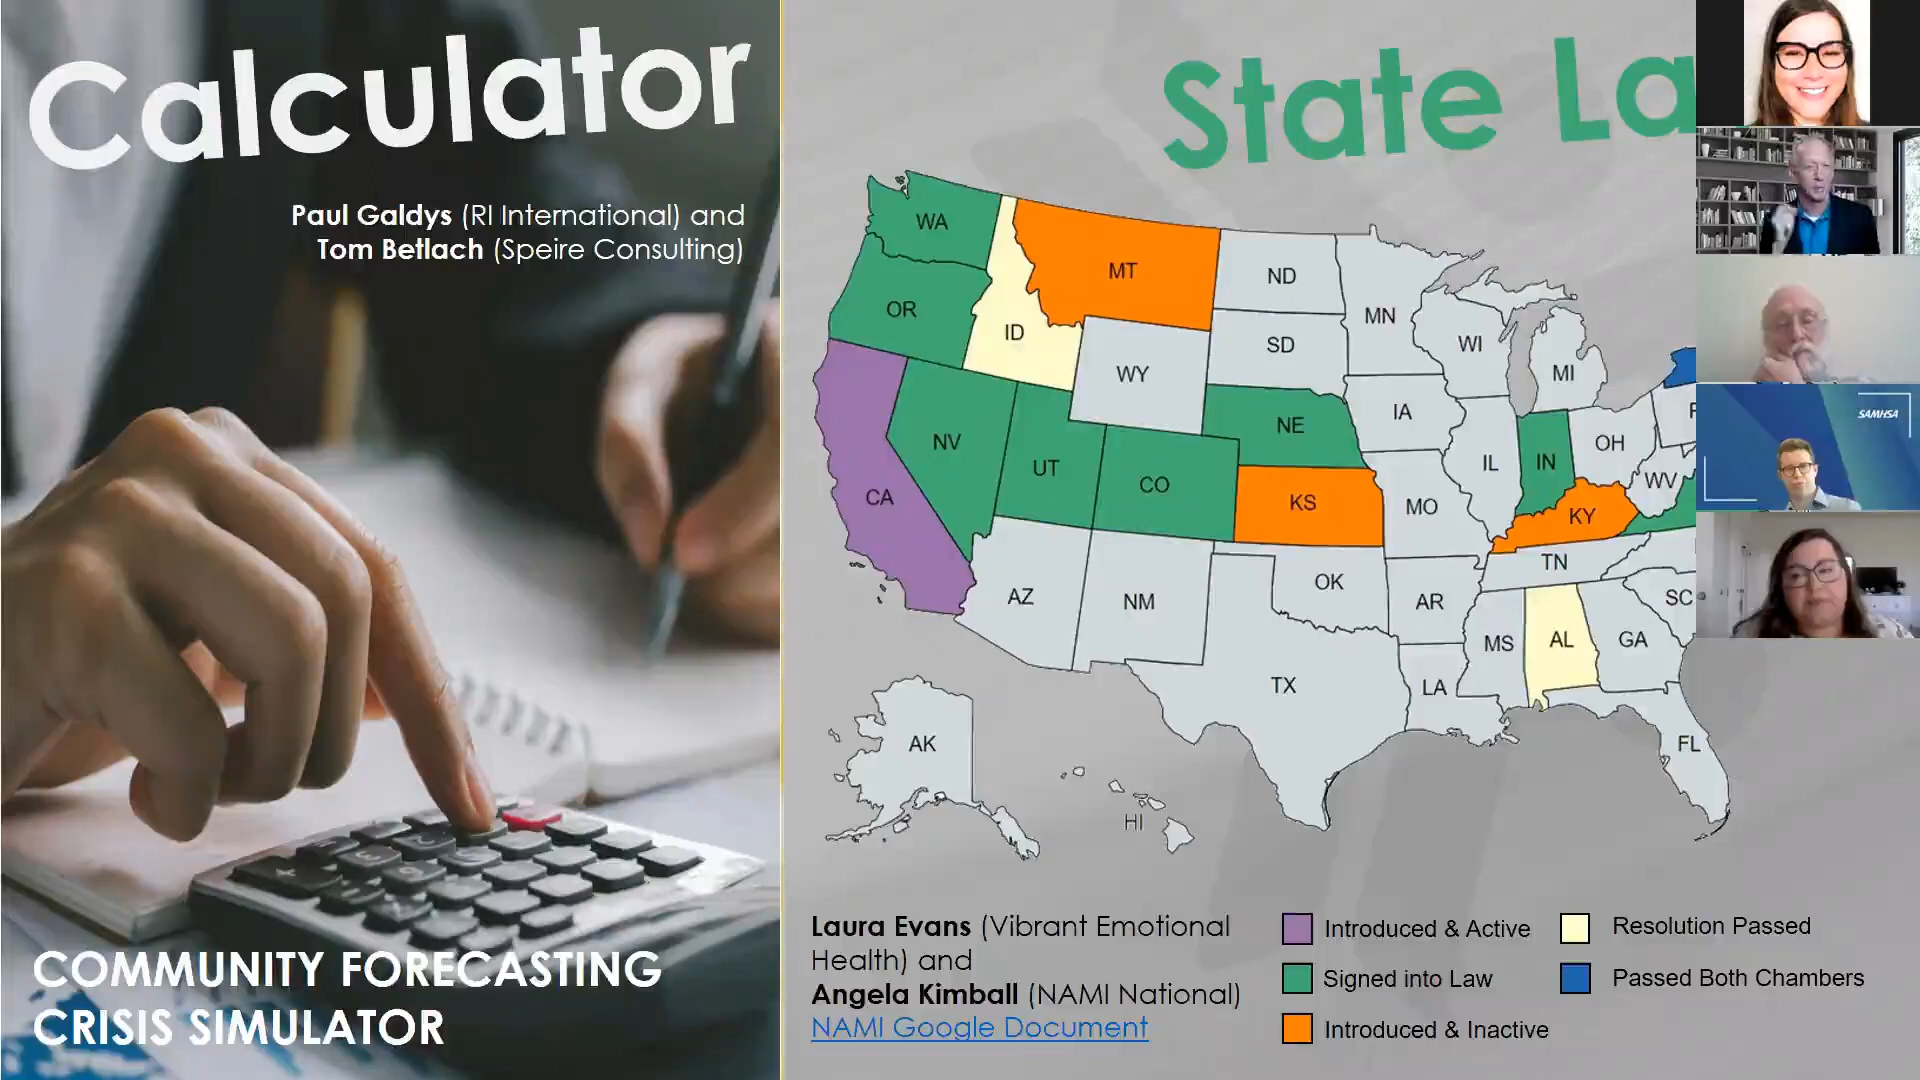 Calculator
Paul Galdys (RI International) and
Tom Betlach (Speire Consulting)
COMMUNITY FORECASTING
CRISIS SIMULATOR
State La
WA
MT
ND
MN
OR
ID
SD
WI
MI
WY
IA
NE
NV
UT
CO
IL
IN
OH
WV
CA
KS
MO
KY
TN
AZ
NM
OK
AR
SC
MS
AL
GA
TX
LA
AK
FL
HI
Laura Evans (Vibrant Emotional
Health) and
Angela Kimball (NAMI National)
NAMI Google Document
Introduced & Active
Signed into Law
Introduced & Inactive
Resolution Passed
Passed Both Chambers
SAMHSA